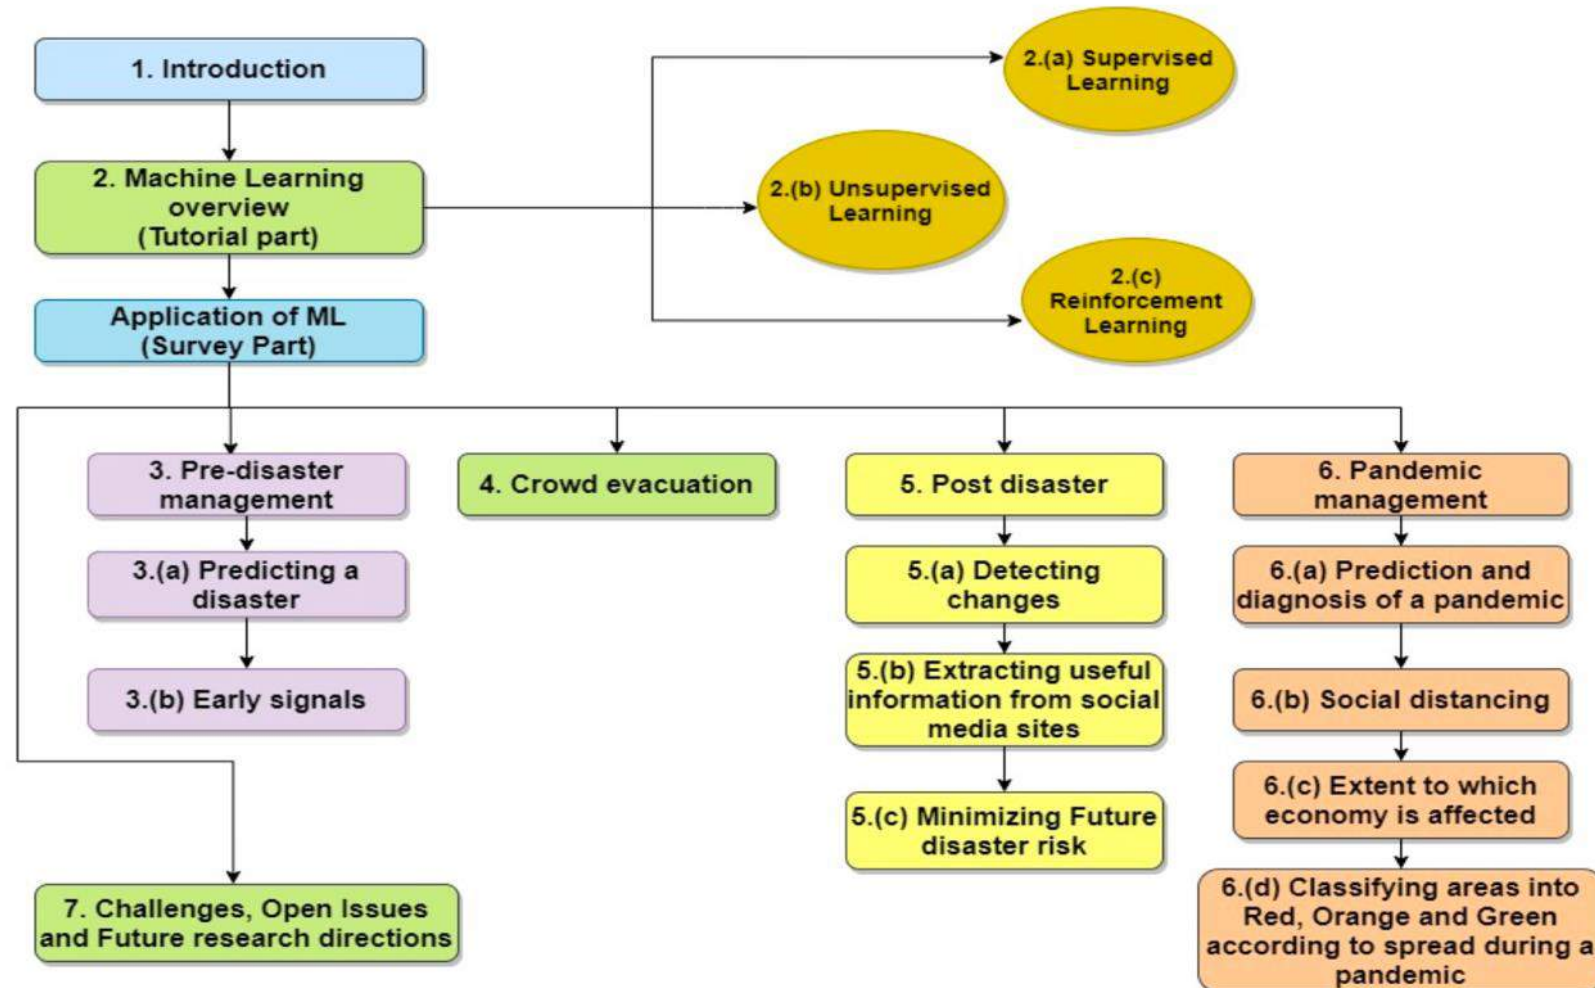 1. Introduction
2. Machine Learning
overview
(Tutorial part)
2.(a) Supervised
Learning
2.(b) Unsupervised
Learning
2.(c)
Reinforcement
Learning
Application of ML
(Survey Part)
3. Pre-disaster
management
3.(a) Predicting a
disaster
3.(b) Early signals
4. Crowd evacuation
5. Post disaster
5.(a) Detecting
changes
5.(b) Extracting useful
information from social
media sites
5.(c) Minimizing Future
disaster risk
6. Pandemic
management
6.(a) Prediction and
diagnosis of a pandemic
6.(b) Social distancing
6.(c) Extent to which
economy is affected
6.(d) Classifying areas into
Red, Orange and Green
according to spread during a
pandemic
7. Challenges, Open Issues
and Future research directions